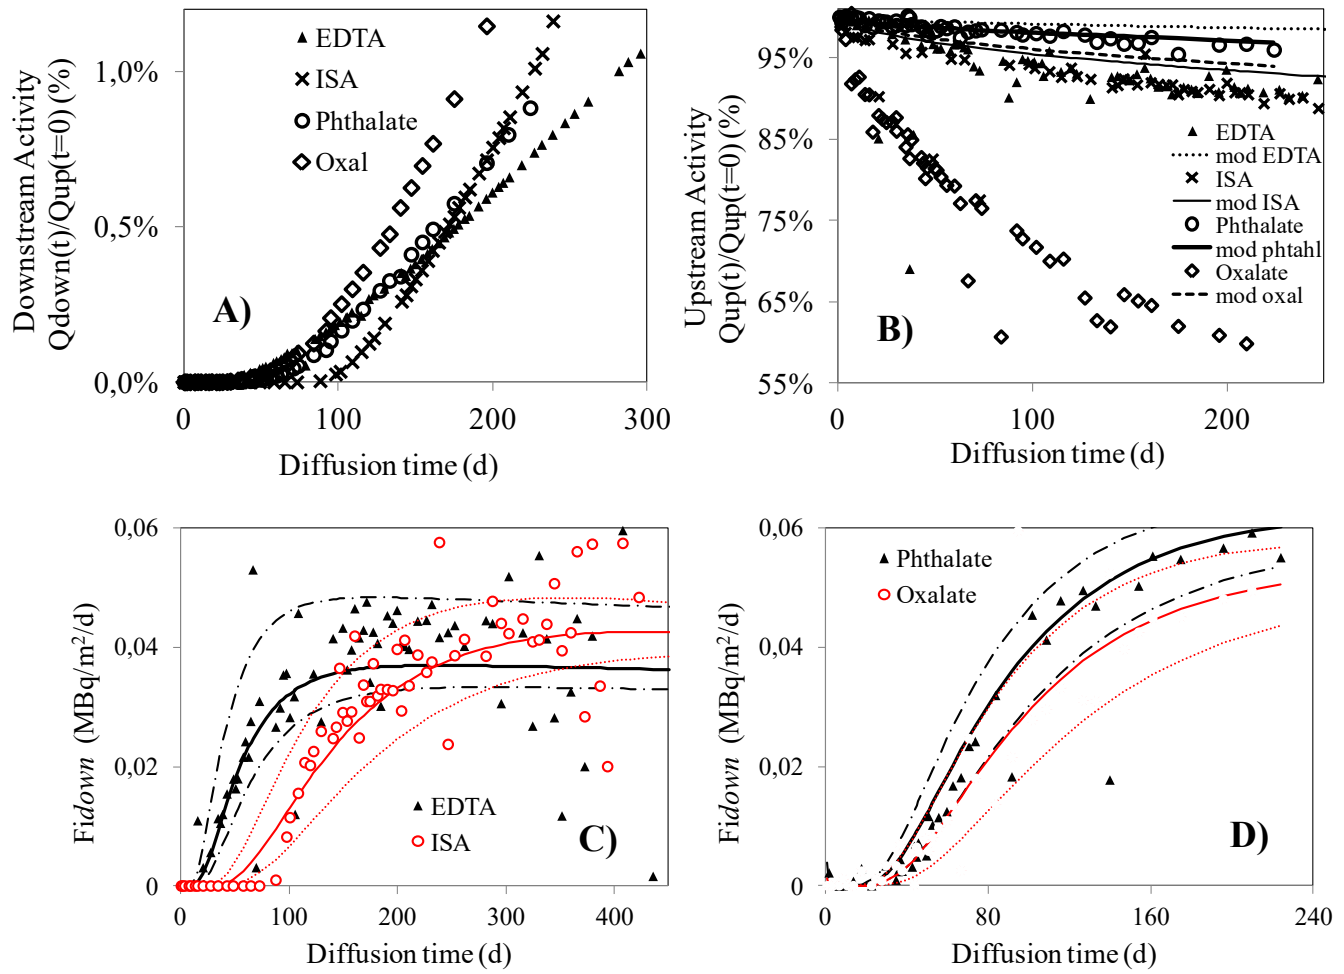 Downstream Activity
Qdown(t)/Qup(t=0) (%)
1,0%
0,5%
0,0%
EDTA
ISA
Phthalate
Oxal
A)
0
100
200
300
Diffusion time (d)
Upstream Activity
Qup(t)/Qup(t=0) (%)
95%
85%
75%
65%
55%
EDTA
mod EDTA
ISA
mod ISA
Phthalate
mod phtahl
Oxalate
mod oxal
B)
0
100
200
Diffusion time (d)
Fidown (MBq/m²/d)
0,06
0,04
0,02
0
EDTA
ISA
C)
0
100
200
300
400
Diffusion time (d)
Fidown (MBq/m²/d)
0,06
0,04
0,02
0
Phthalate
Oxalate
D)
0
80
160
240
Diffusion time (d)